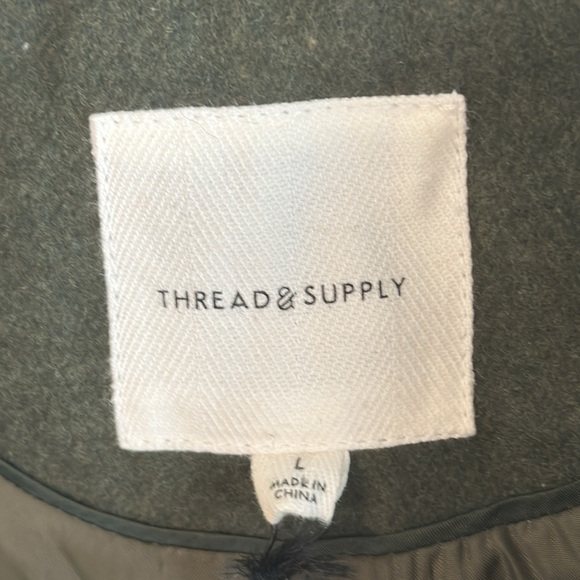 THREAD & SUPPLY
L
MADE IN
CHINA